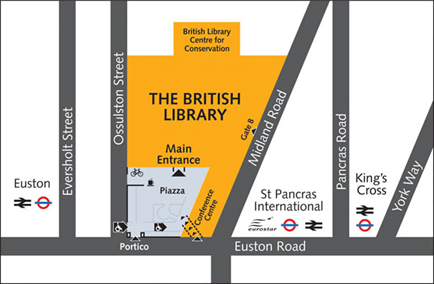 British Library
Centre for
Conservation
Eversholt Street
Ossulston Street
THE BRITISH
LIBRARY
Gate 8
Midland Road
Pancras Road
York Way
Main
Entrance
Piazza
Conference
Centre
Euston
St Pancras
International
eurostar
King's
Cross
Portico
Euston Road